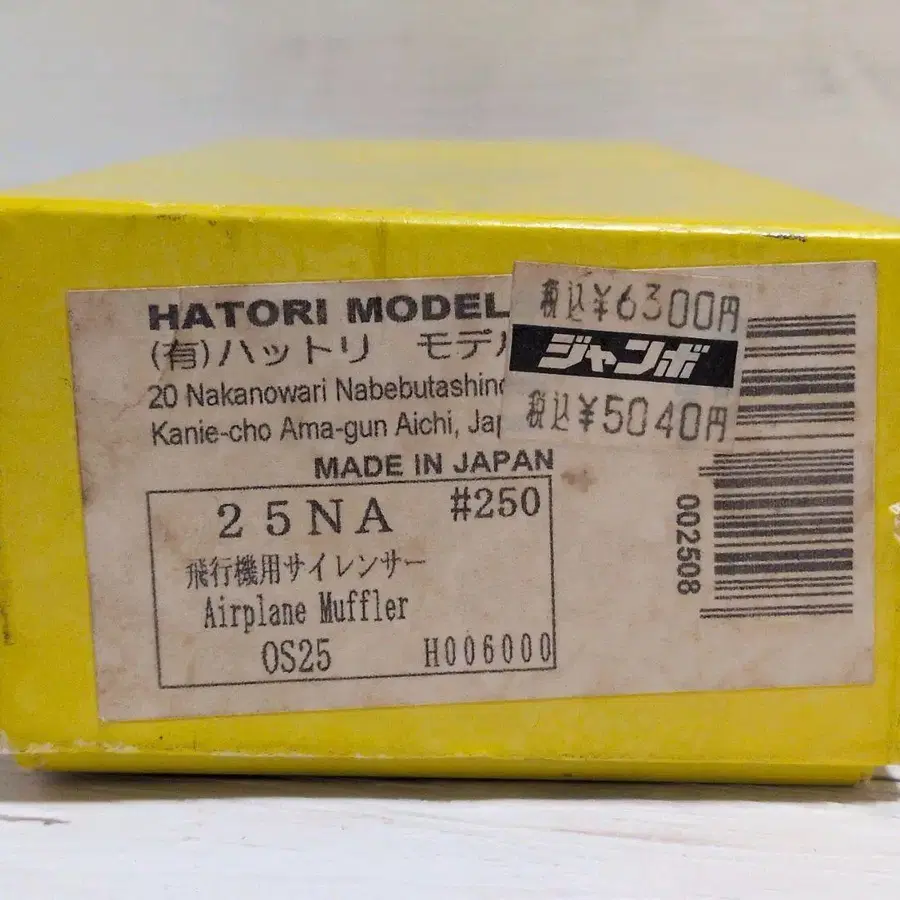 HATORI MODEL
(有)ハットリ モデ
20 Nakanowari
Kanie-cho Ama-gun Aichi,
MADE IN JAPAN
税込¥6300円
ジャンボ
税込¥5040円
25NA #250
飛行機用サイレンサー
Airplane Muffler
OS25 H006000
002508